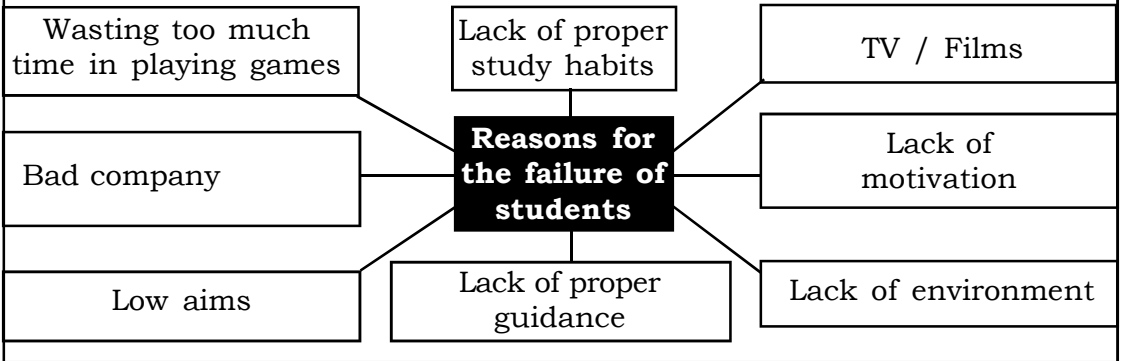 Wasting too much
time in playing games
Lack of proper
study habits
TV / Films
Bad company
Reasons for
the failure of
students
Lack of
motivation
Low aims
Lack of proper
guidance
Lack of environment